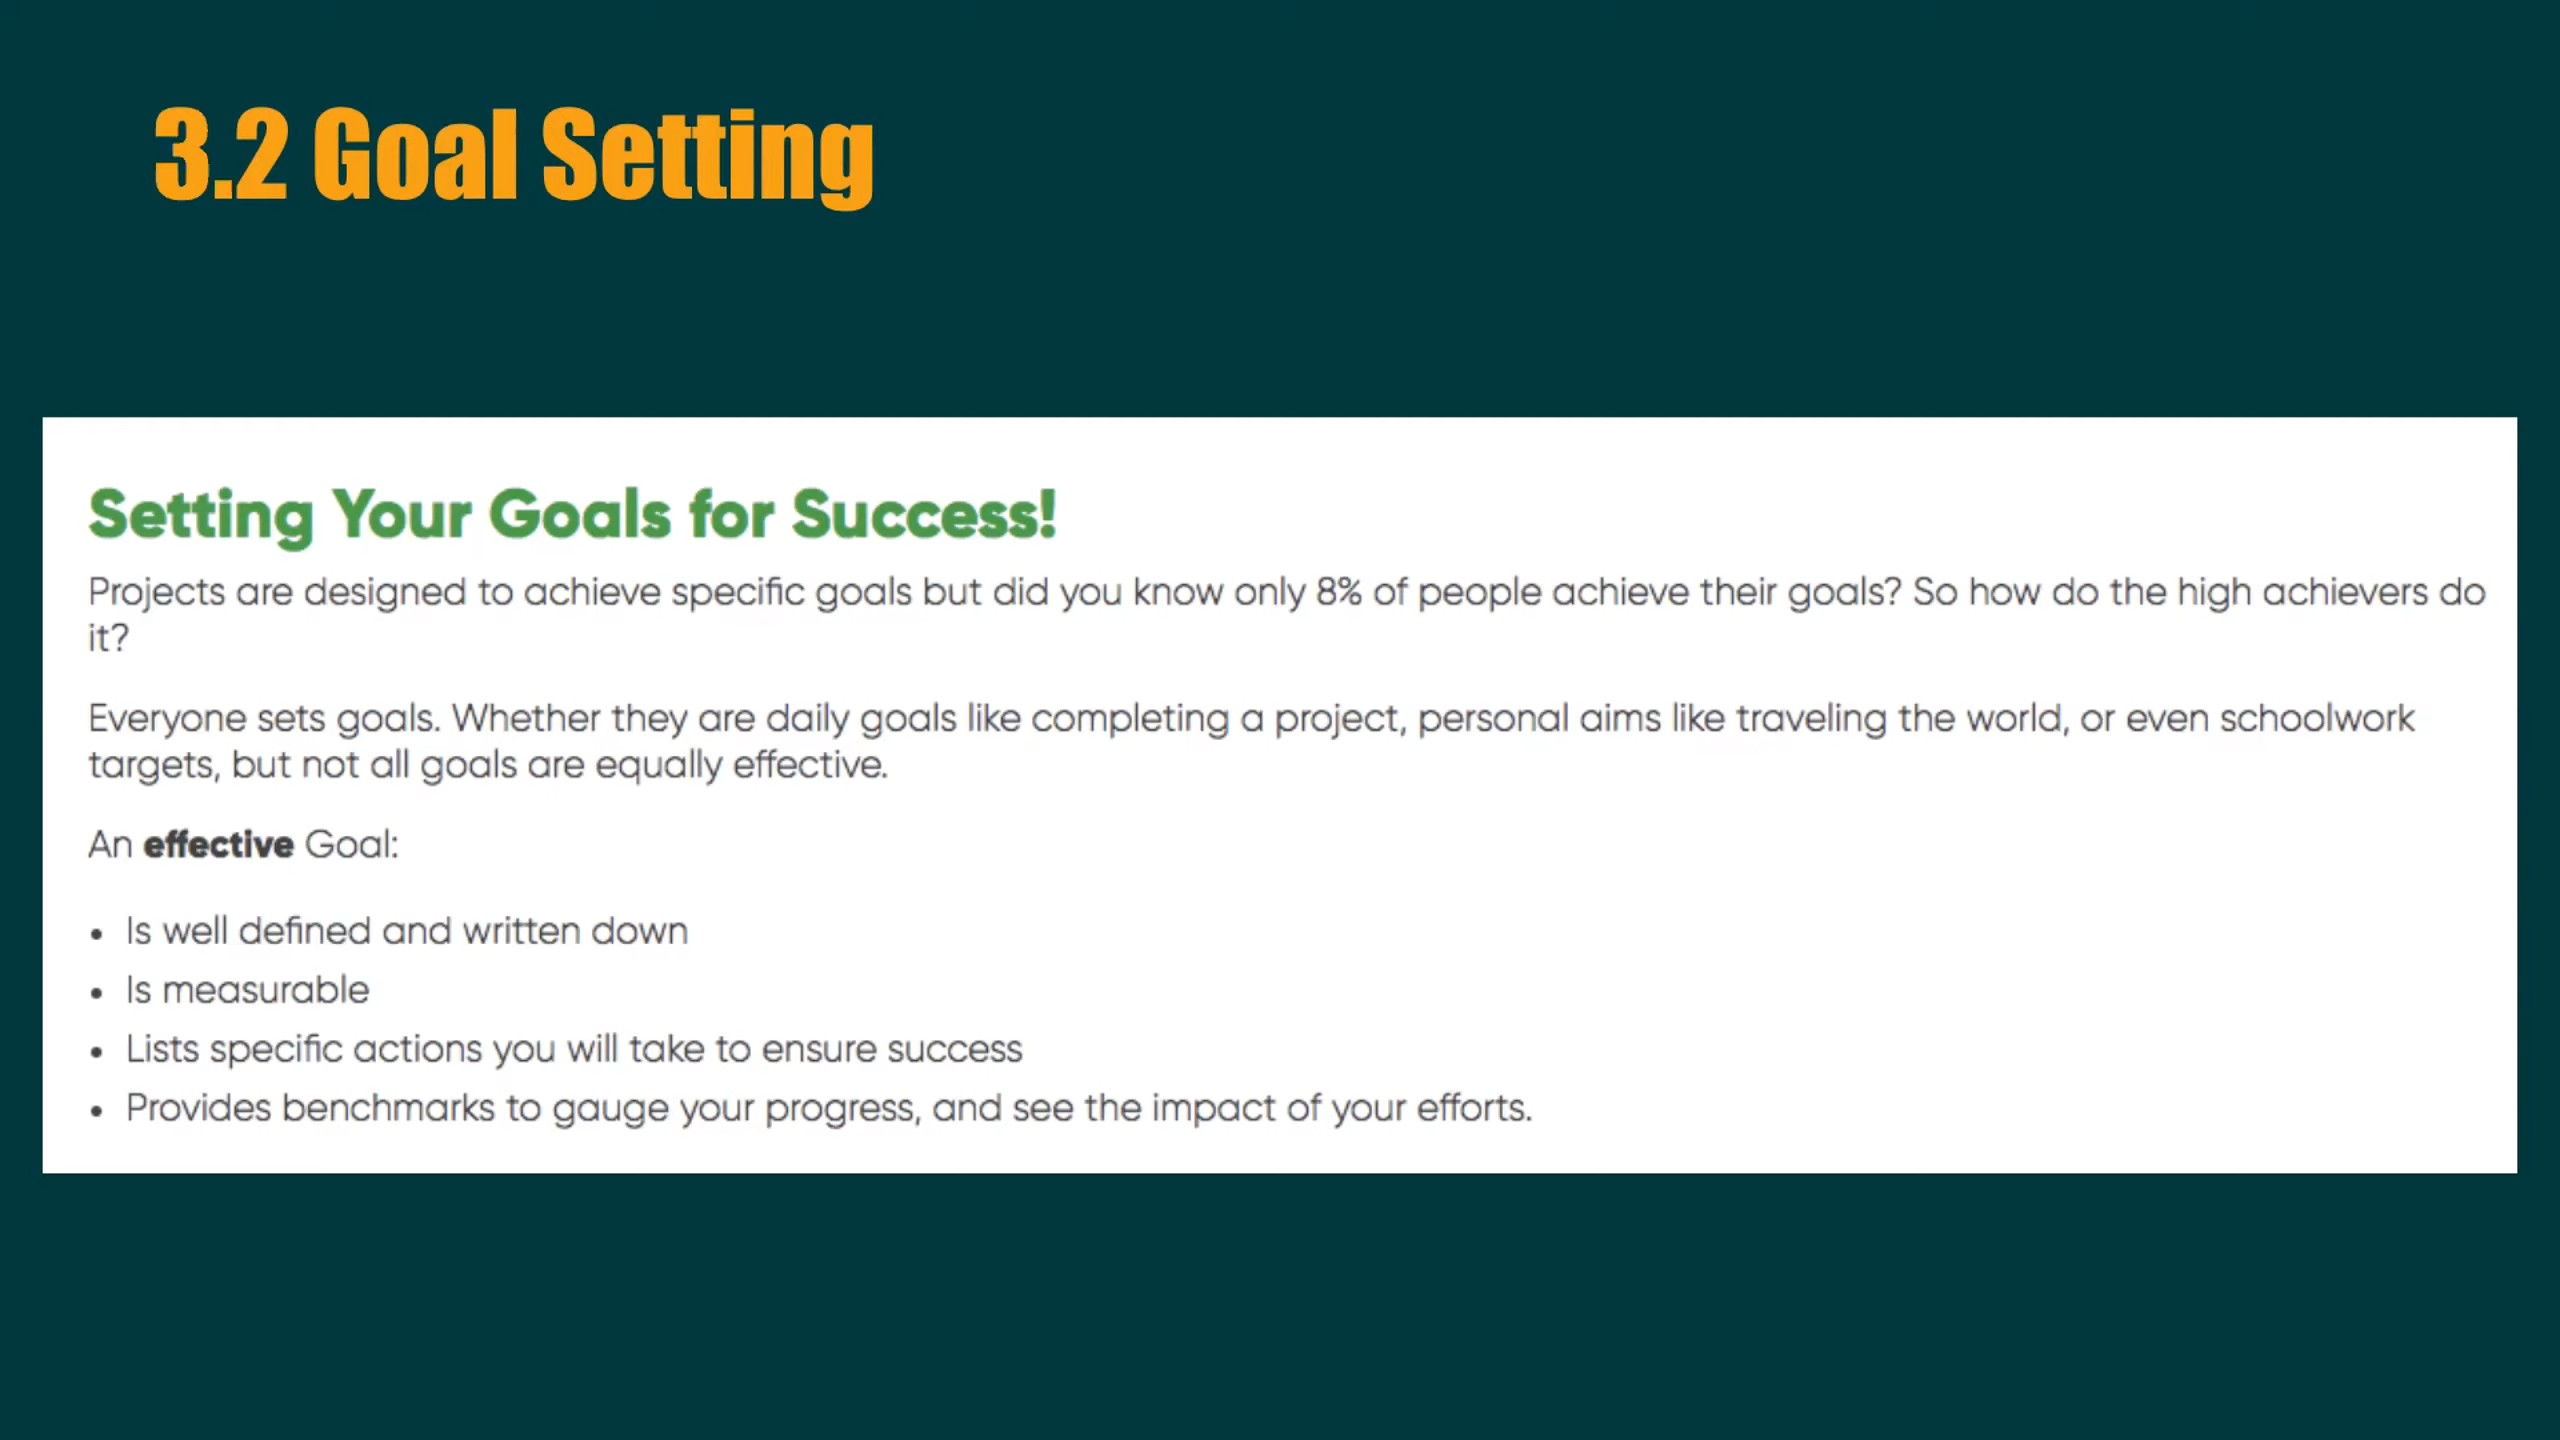 3.2 Goal Setting
Setting Your Goals for Success!
Projects are designed to achieve specific goals but did you know only 8% of people achieve their goals? So how do the high achievers do
it?
Everyone sets goals. Whether they are daily goals like completing a project, personal aims like traveling the world, or even schoolwork
targets, but not all goals are equally effective.
An effective Goal:
• Is well defined and written down
• Is measurable
• Lists specific actions you will take to ensure success
• Provides benchmarks to gauge your progress, and see the impact of your efforts.